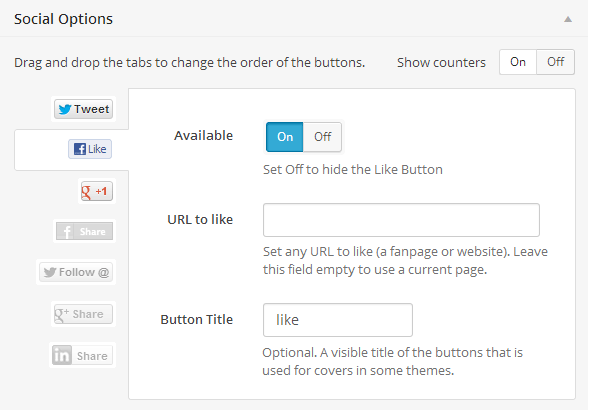 Social Options
Drag and drop the tabs to change the order of the buttons. Show counters On Off
Tweet
Like
g +1
f Share
Follow @
g+ Share
in Share
Available On Off
Set Off to hide the Like Button
URL to like
Set any URL to like (a fanpage or website). Leave
this field empty to use a current page.
Button Title like
Optional. A visible title of the buttons that is
used for covers in some themes.